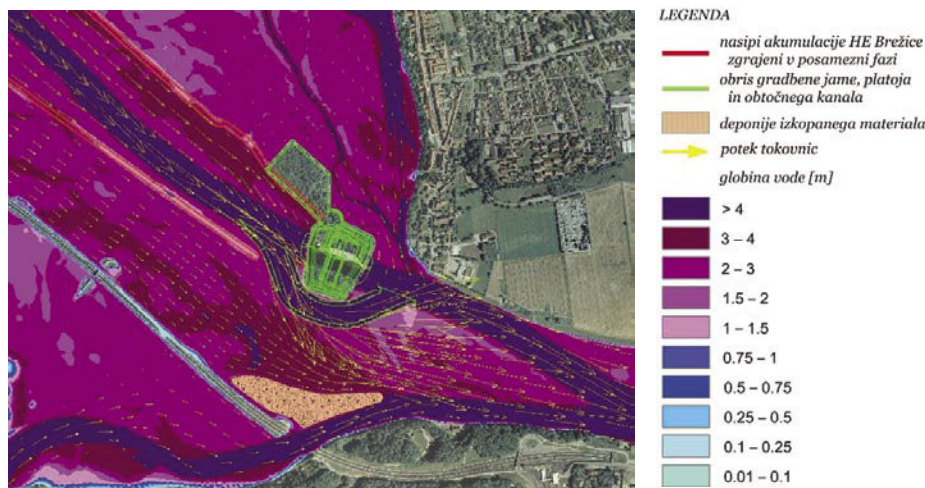 LEGENDA
nasipi akumulacije HE Brežice
zgrajeni v posamezni fazi
obris gradbene jame, platoja
in obtočnega kanala
deponije izkopanega materiala
potek tokovnic
globina vode [m]
> 4
3 – 4
2 – 3
1.5 – 2
1 – 1.5
0.75 – 1
0.5 – 0.75
0.25 – 0.5
0.1 – 0.25
0.01 – 0.1